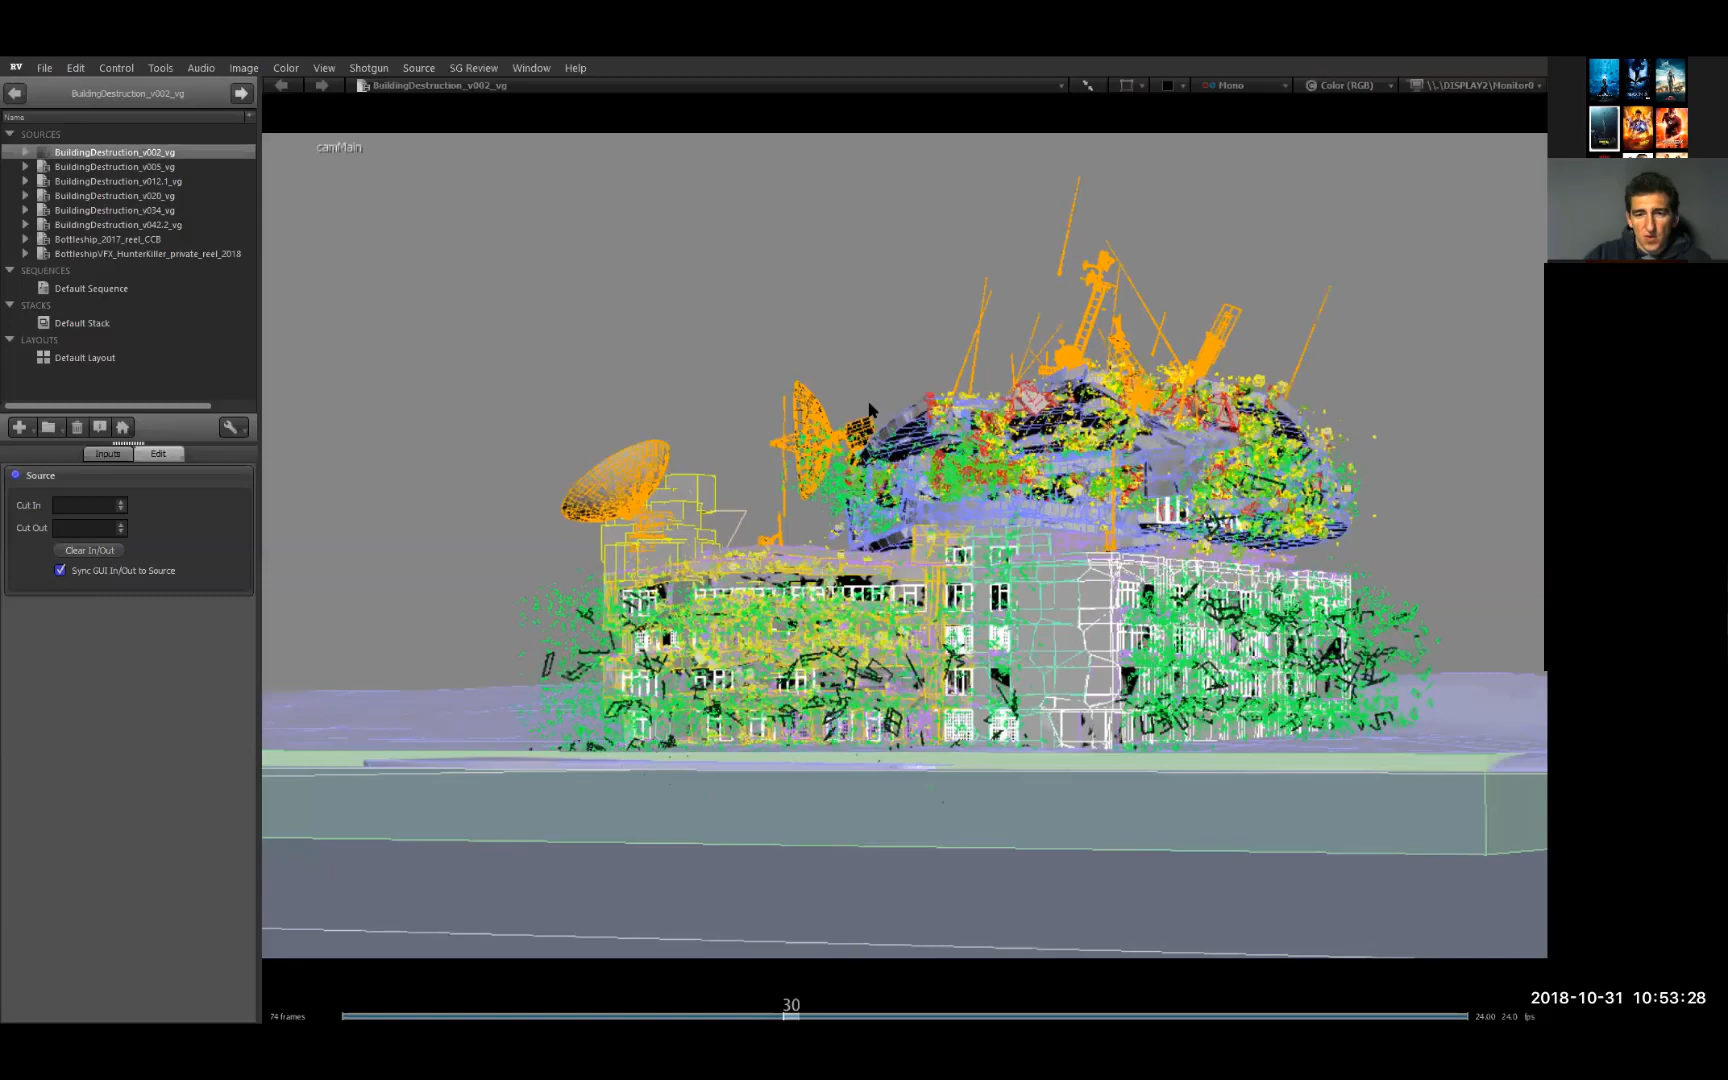 RV File Edit Control Tools Audio Image Color View Shotgun Source SG Review Window Help
BuildingDestruction_v002_vg
BuildingDestruction_v002_vg
Mono
Color (RGB)
\\.\DISPLAY2\Monitor0
Name
SOURCES
BuildingDestruction_v002_vg
BuildingDestruction_v005_vg
BuildingDestruction_v012.1_vg
BuildingDestruction_v020_vg
BuildingDestruction_v034_vg
BuildingDestruction_v042.2_vg
Bottleship_2017_reel_CCB
BottleshipVFX_HunterKiller_private_reel_2018
SEQUENCES
Default Sequence
STACKS
Default Stack
LAYOUTS
Default Layout
Inputs Edit
Source
Cut In
Cut Out
Clear In/Out
Sync GUI In/Out to Source
camMain
30
74 frames
24.00 24.0 fps
2018-10-31 10:53:28